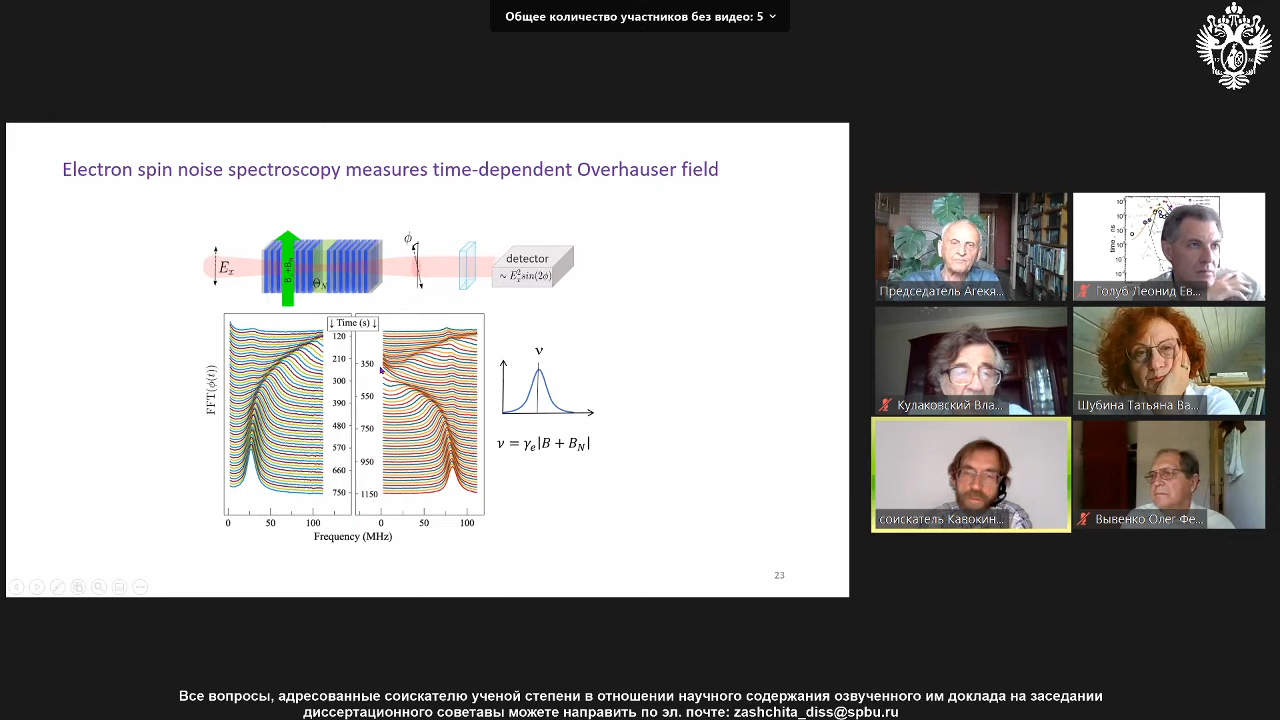 Общее количество участников без видео: 5
Electron spin noise spectroscopy measures time-dependent Overhauser field
ϕ
E_x
B+B_N
Θ_N
detector
~ E_x^2 sin(2ϕ)
↓ Time (s) ↓
120
210
300
390
480
570
660
750
350
550
750
950
1150
FFT(ϕ(t))
0 50 100 0 50 100
Frequency (MHz)
ν
ν = γ_e|B + B_N|
23
Председатель Агекя...
Голуб Леонид Ев...
Кулаковский Вла...
Шубина Татьяна Ва...
соискатель Кавокин...
Вывенко Олег Фе...
Все вопросы, адресованные соискателю ученой степени в отношении научного содержания озвученного им доклада на заседании
диссертационного советавы можете направить по эл. почте: zashchita_diss@spbu.ru